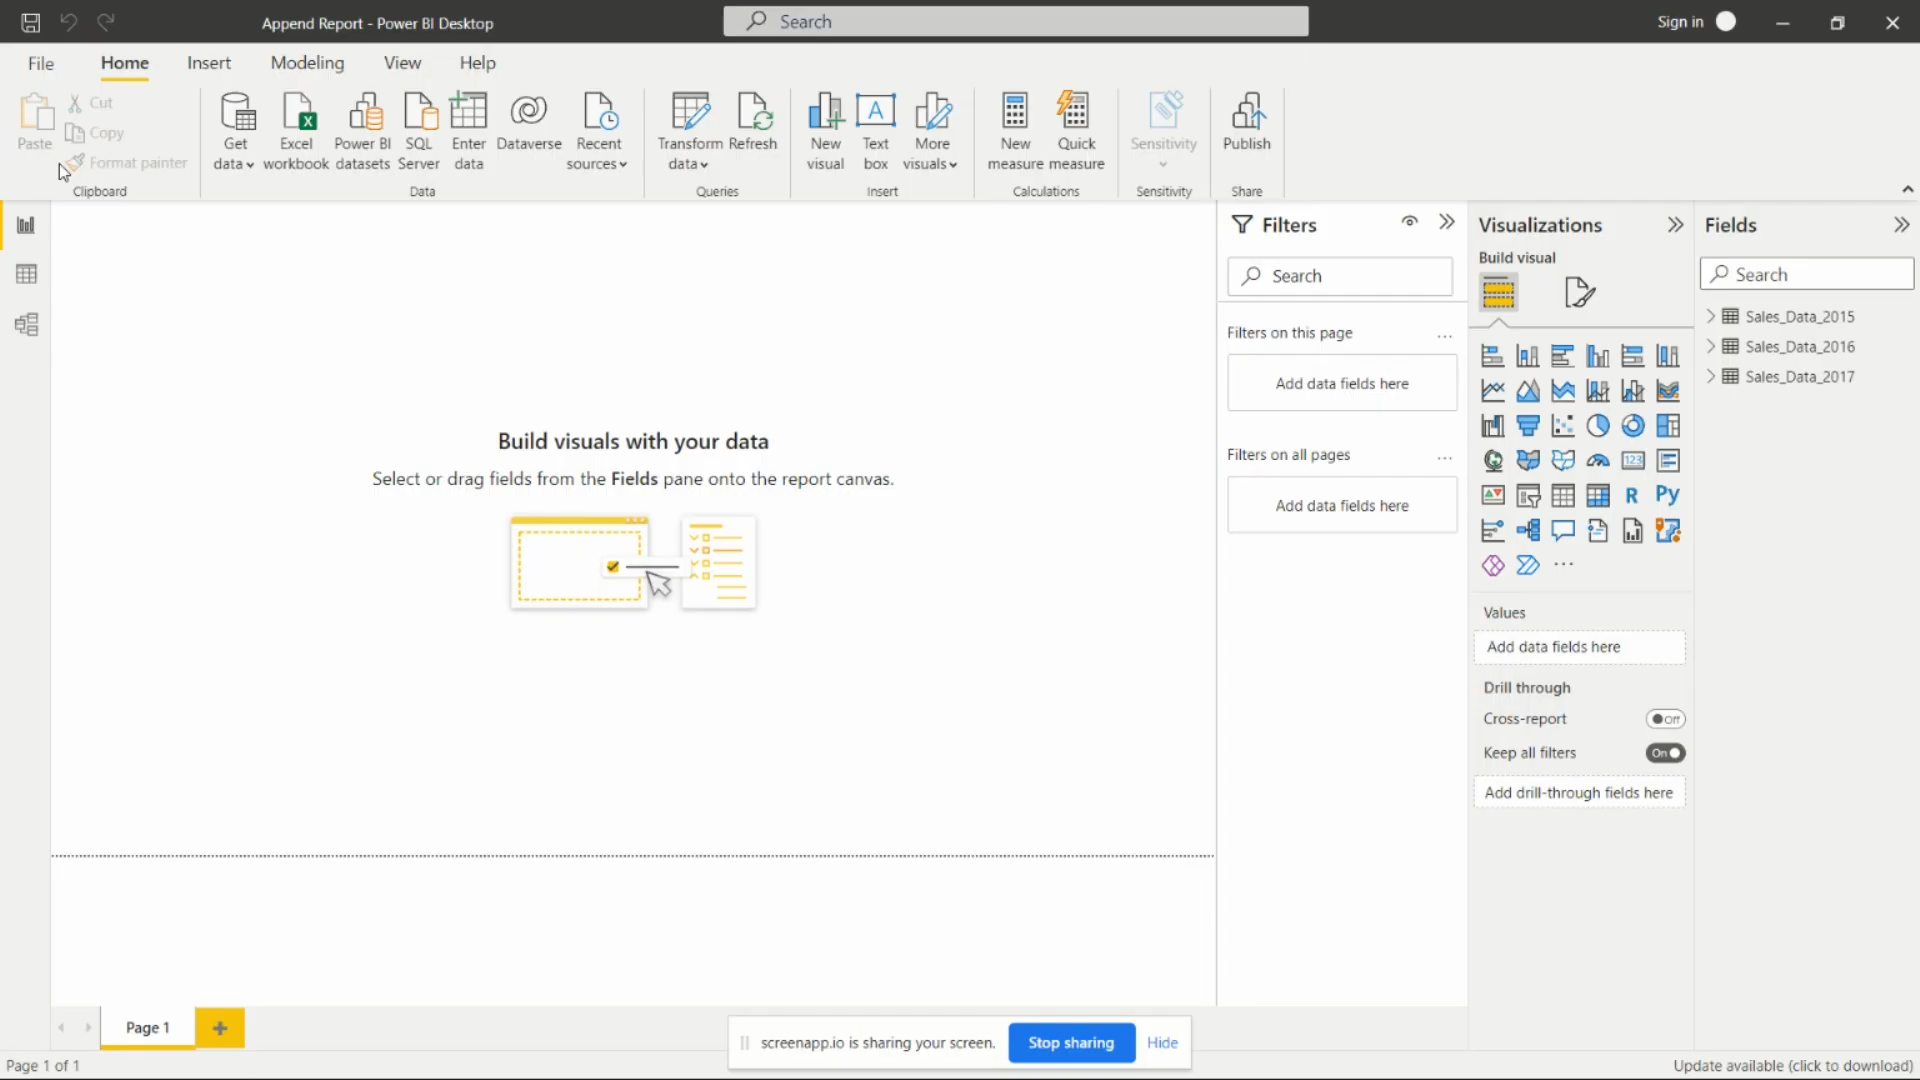 Append Report - Power BI Desktop
Search
Sign in
File Home Insert Modeling View Help
Paste
Cut
Copy
Format painter
Clipboard
Get data
Excel workbook
Power BI datasets
SQL Server
Enter data
Dataverse
Recent sources
Data
Transform data
Refresh
Queries
New visual
Text box
More visuals
Insert
New measure
Quick measure
Calculations
Sensitivity
Sensitivity
Publish
Share
Build visuals with your data
Select or drag fields from the Fields pane onto the report canvas.
Filters
Search
Filters on this page
Add data fields here
Filters on all pages
Add data fields here
Visualizations
Build visual
123
R
Py
Values
Add data fields here
Drill through
Cross-report
Off
Keep all filters
On
Add drill-through fields here
Fields
Search
Sales_Data_2015
Sales_Data_2016
Sales_Data_2017
Page 1
screenapp.io is sharing your screen.
Stop sharing
Hide
Page 1 of 1
Update available (click to download)